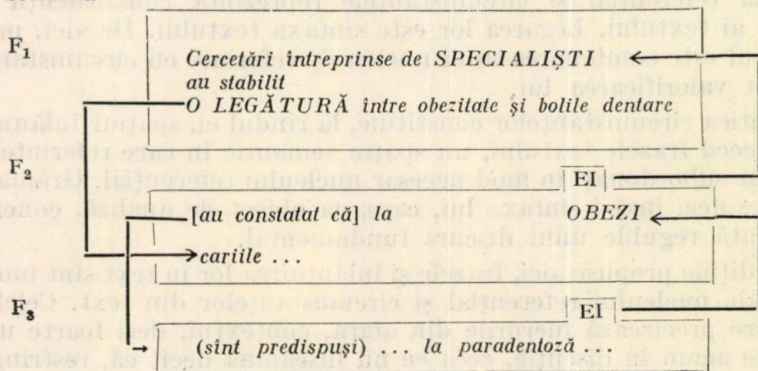 F₁
Cercetări întreprinse de SPECIALIŞTI
au stabilit
O LEGĂTURĂ între obezitate şi bolile dentare
F₂
EI
[au constatat că] la OBEZI
cariile ...
F₃
EI
(sînt predispişi) ... la paradentoză ...